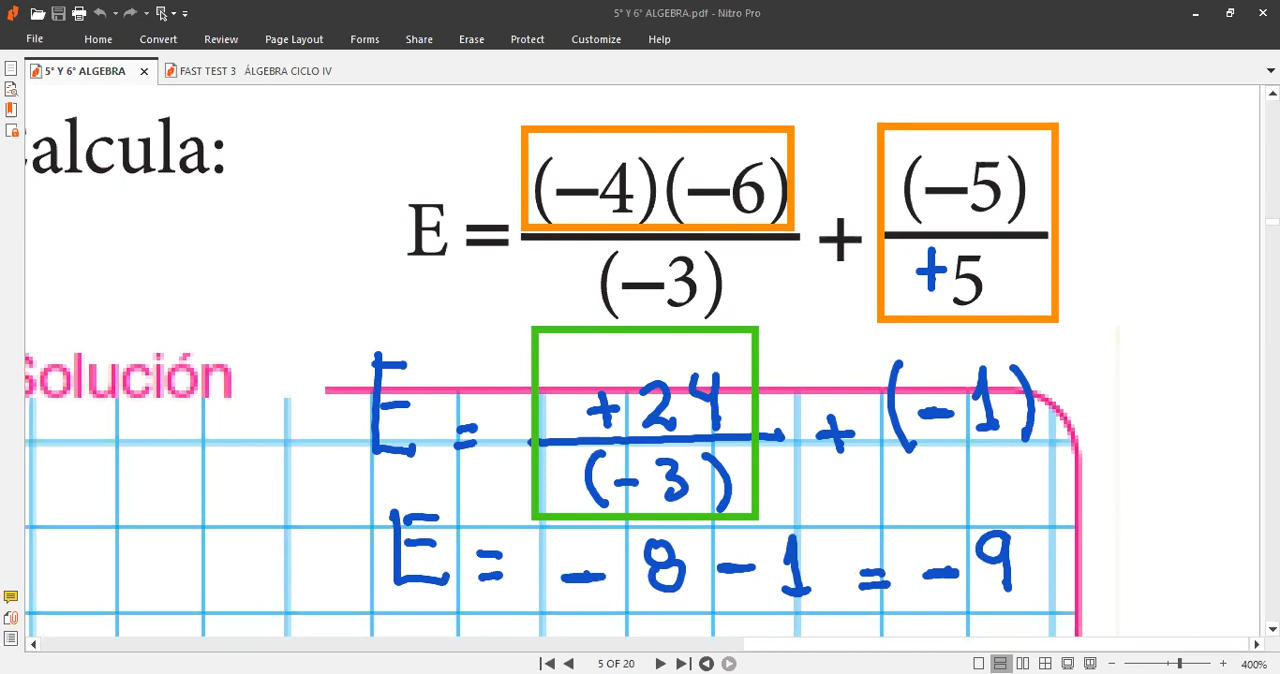 5° Y 6° ALGEBRA.pdf - Nitro Pro
File Home Convert Review Page Layout Forms Share Erase Protect Customize Help
5° Y 6° ALGEBRA FAST TEST 3 ÁLGEBRA CICLO IV
alcula:
(−4)(−6) (−5)
E = +
(−3) +5
Solución
+24
E = + (-1)
(-3)
E = - 8 - 1 = - 9
5 OF 20 400%